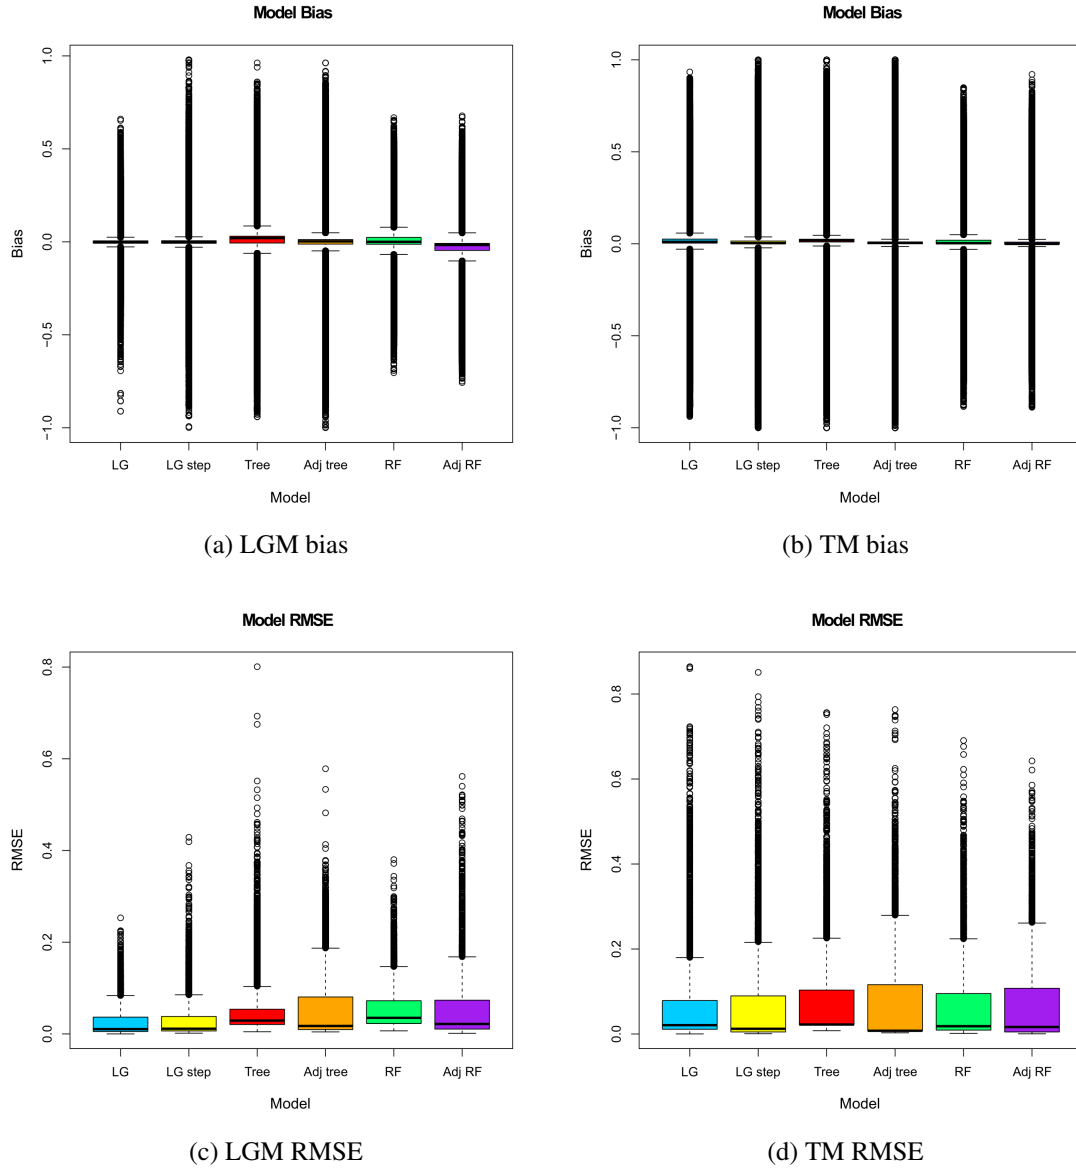 Model Bias
Bias
1.0
0.5
0.0
−0.5
−1.0
LG LG step Tree Adj tree RF Adj RF
Model
(a) LGM bias
Model Bias
Bias
1.0
0.5
0.0
−0.5
−1.0
LG LG step Tree Adj tree RF Adj RF
Model
(b) TM bias
Model RMSE
RMSE
0.8
0.6
0.4
0.2
0.0
LG LG step Tree Adj tree RF Adj RF
Model
(c) LGM RMSE
Model RMSE
RMSE
0.8
0.6
0.4
0.2
0.0
LG LG step Tree Adj tree RF Adj RF
Model
(d) TM RMSE